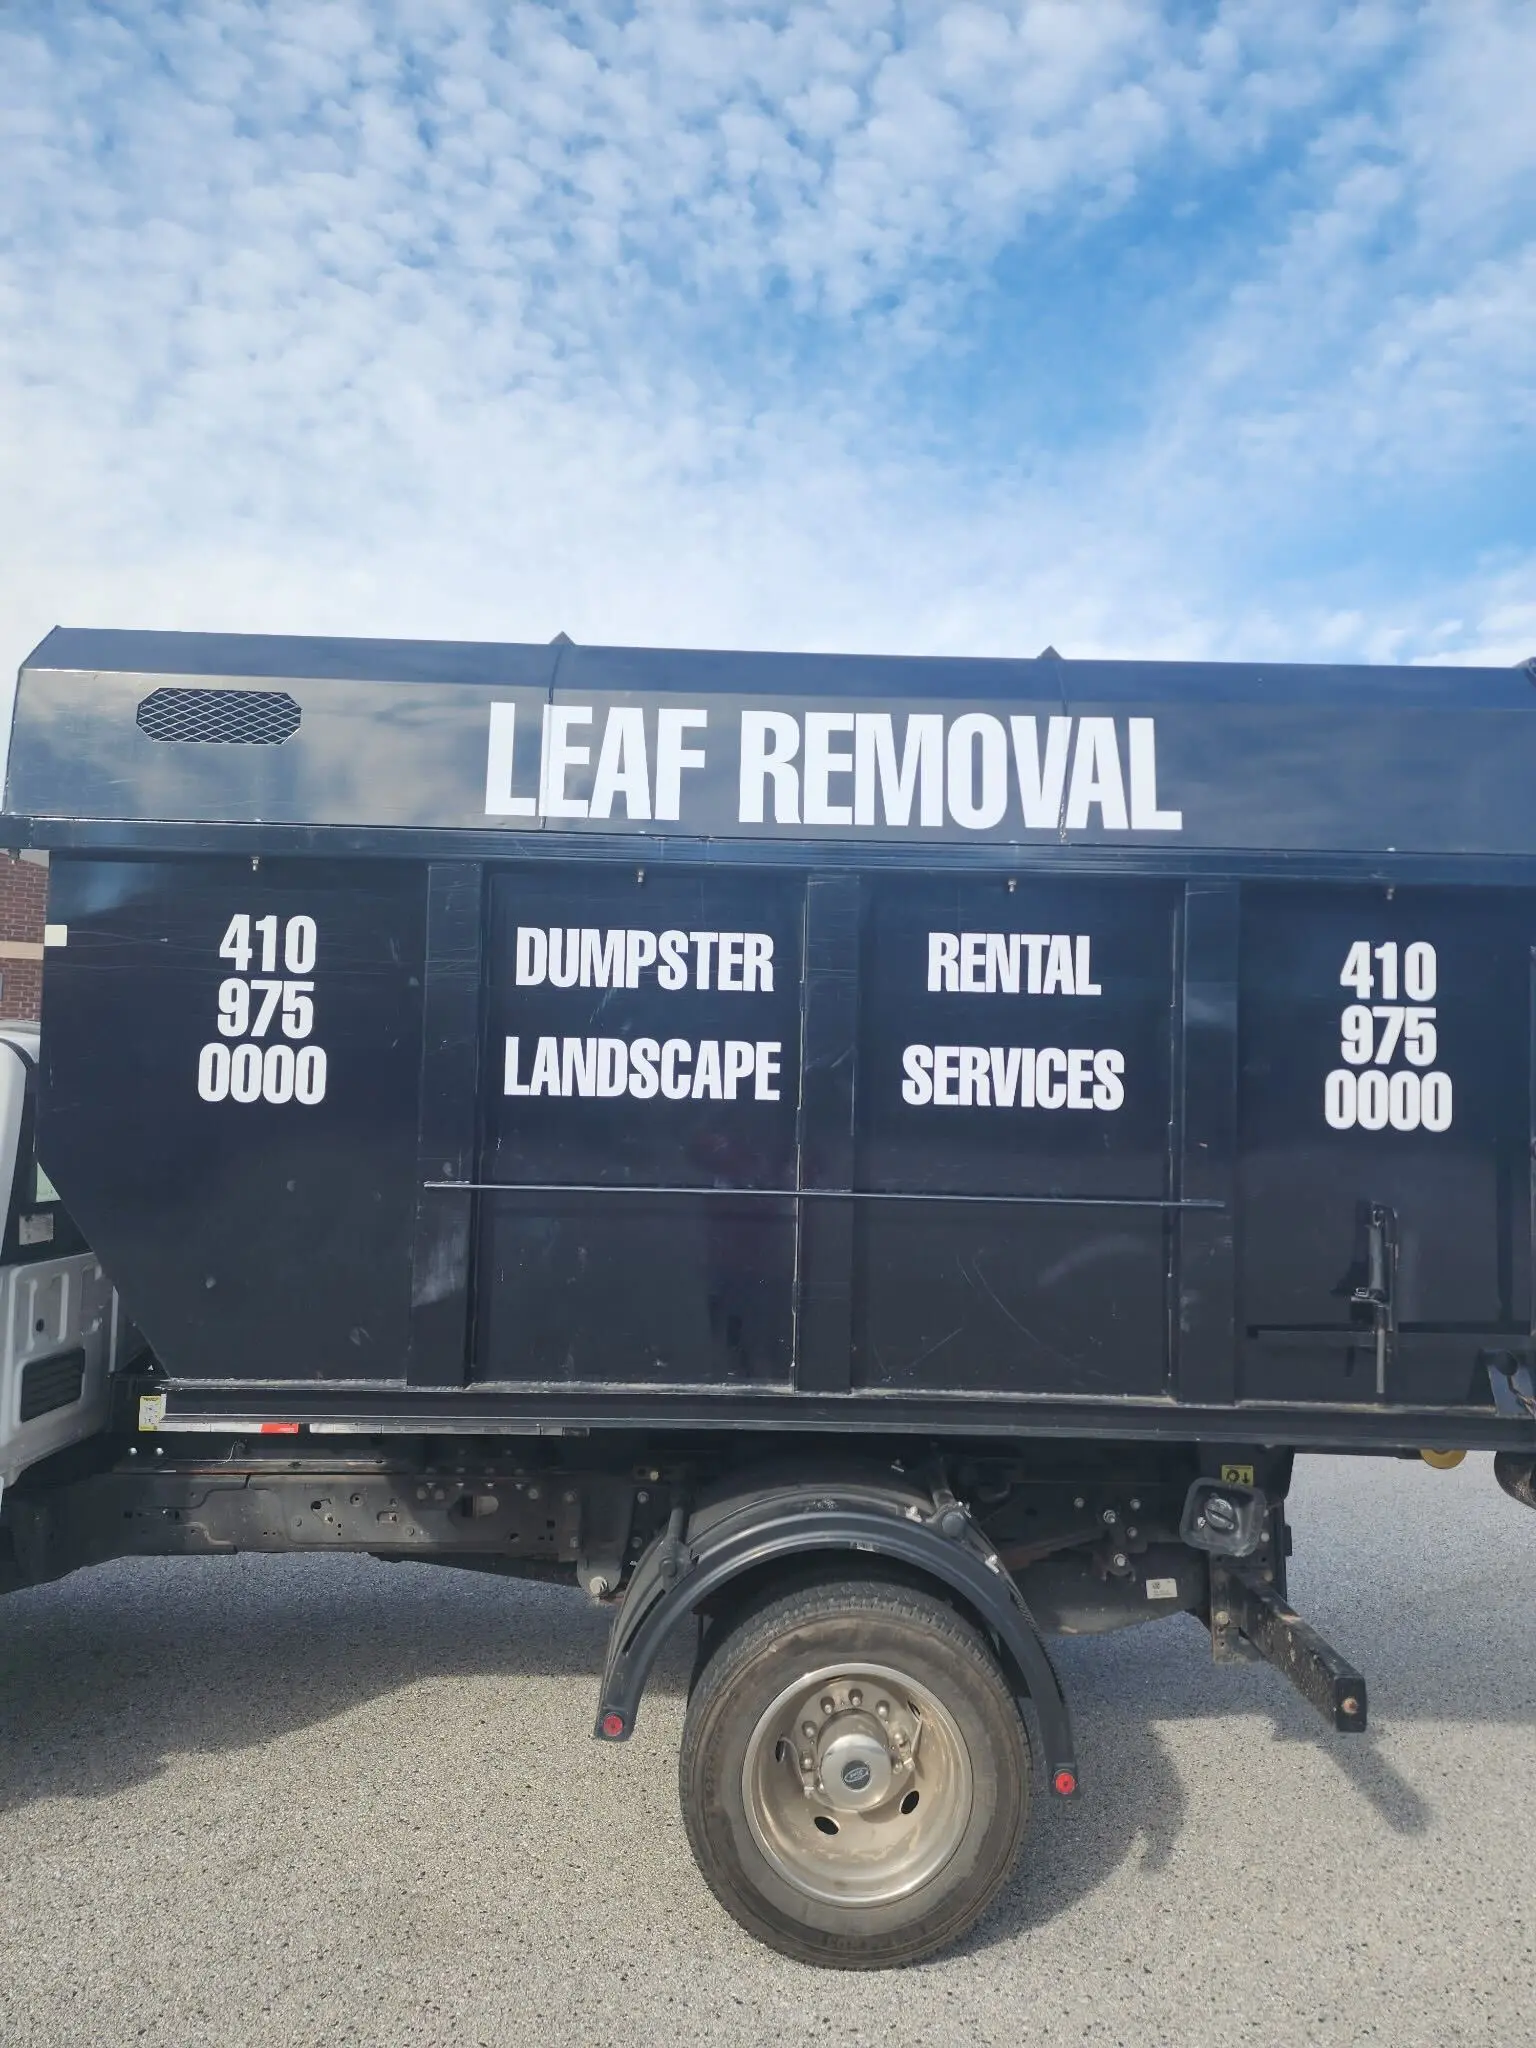 LEAF REMOVAL
410
975
0000
DUMPSTER RENTAL
LANDSCAPE SERVICES
410
975
0000